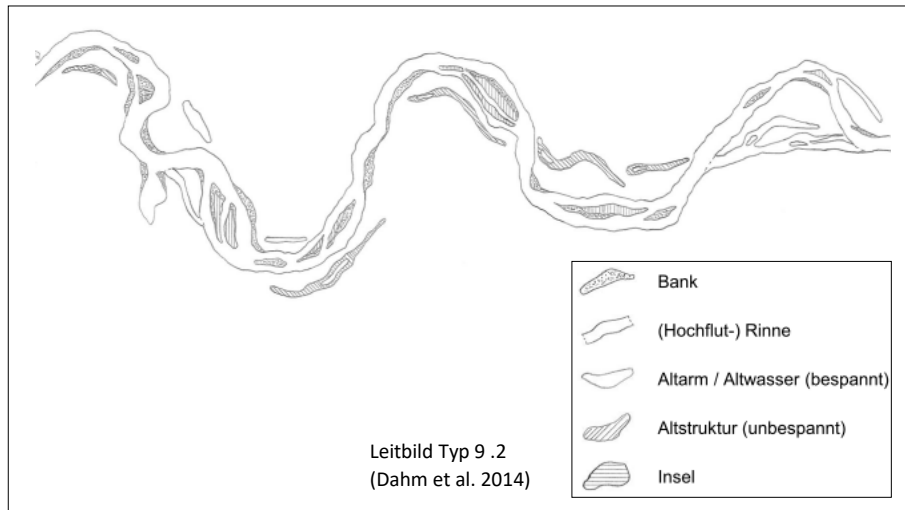 Bank
(Hochflut-) Rinne
Altarm / Altwasser (bespannt)
Altstruktur (unbespannt)
Insel
Leitbild Typ 9 .2
(Dahm et al. 2014)